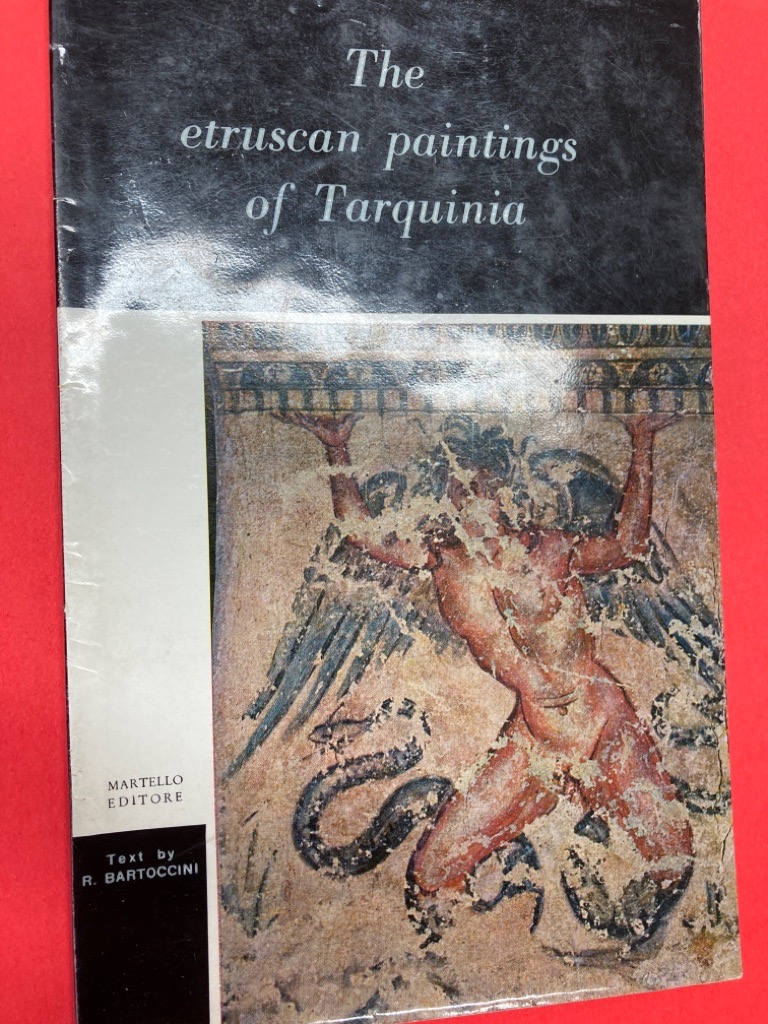 The
etruscan paintings
of Tarquinia
MARTELLO
EDITORE
Text by
R. BARTOCCINI